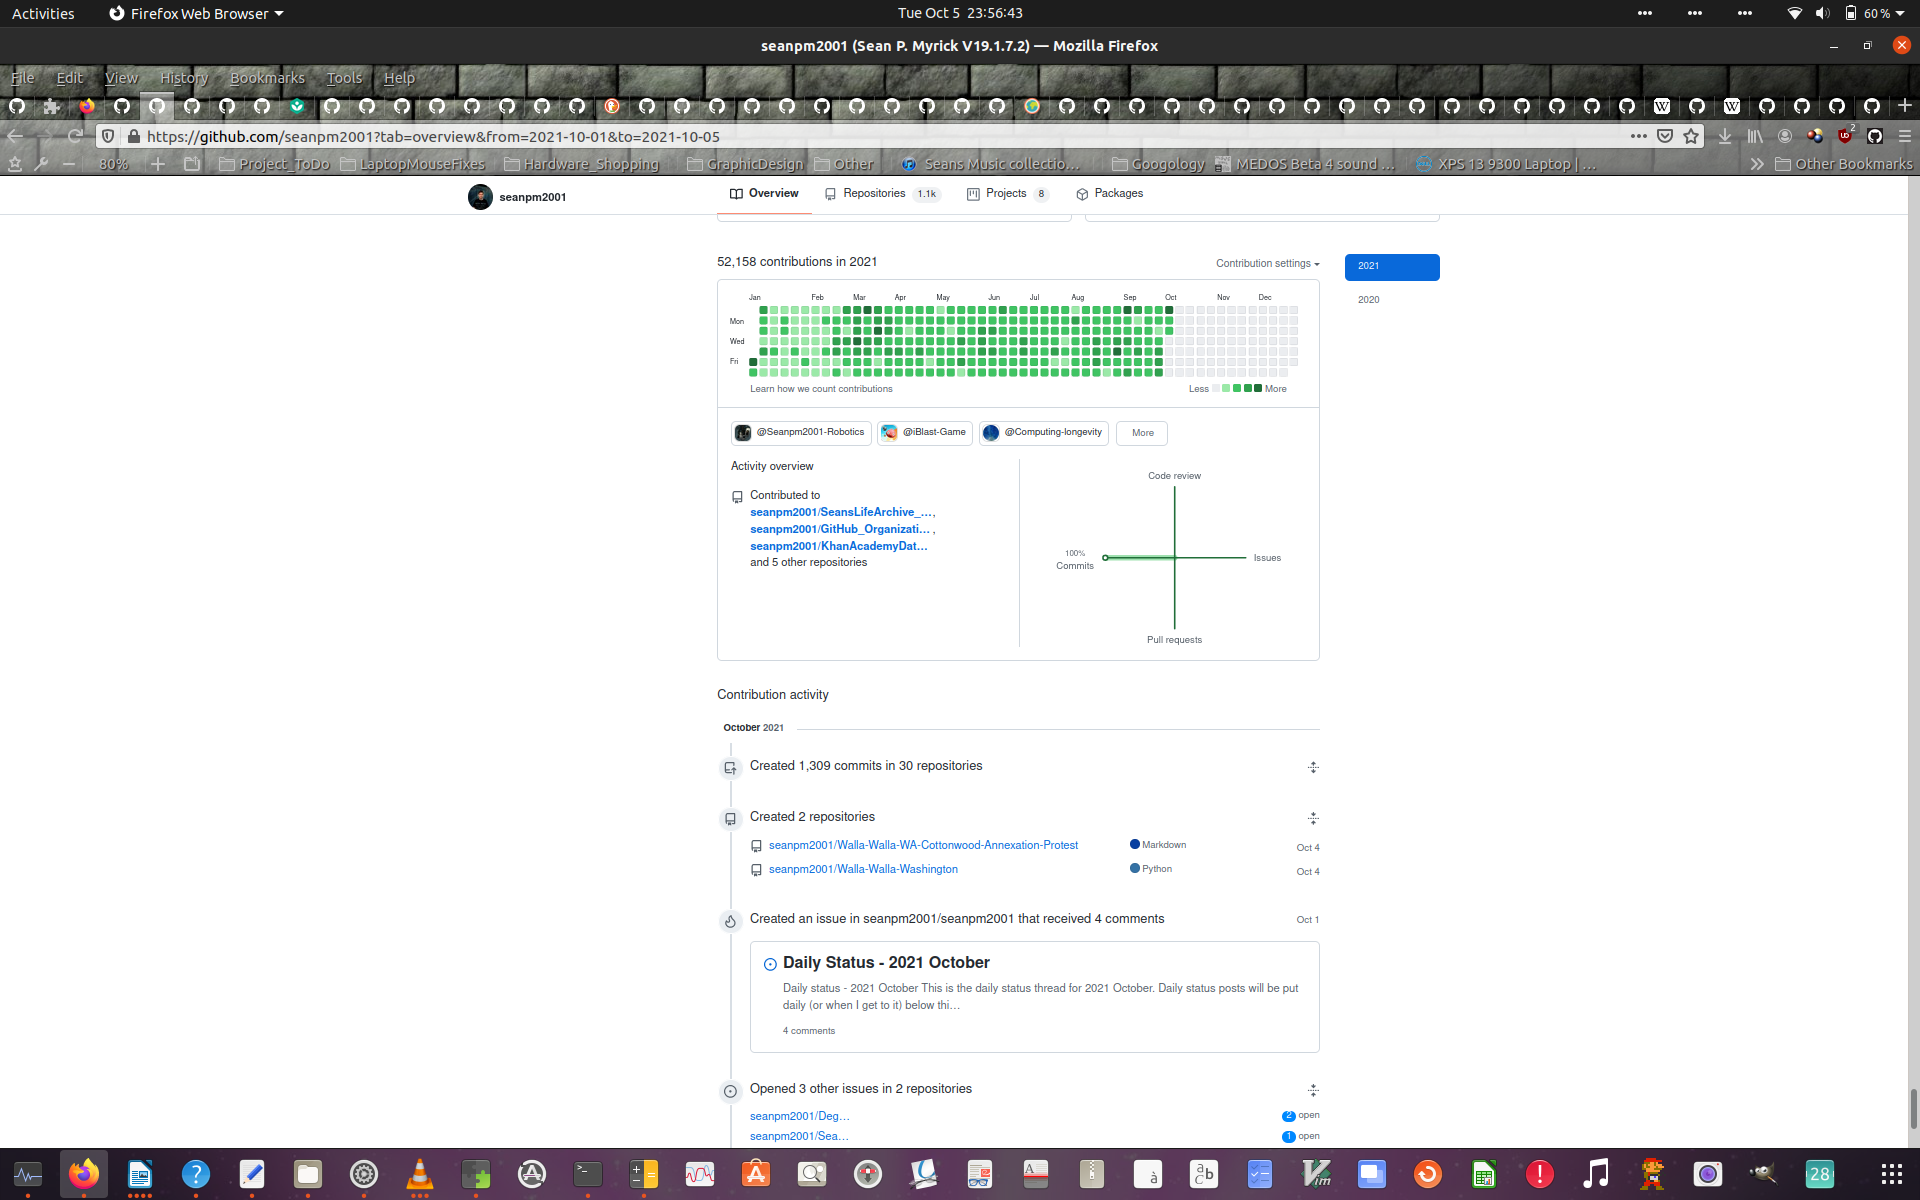 Activities
Firefox Web Browser
Tue Oct 5 23:56:43
60 %
seanpm2001 (Sean P. Myrick V19.1.7.2) — Mozilla Firefox
File Edit View History Bookmarks Tools Help
https://github.com/seanpm2001?tab=overview&from=2021-10-01&to=2021-10-05
2
80%
Project_ToDo
LaptopMouseFixes
Hardware_Shopping
GraphicDesign
Other
Seans Music collectio…
Googology
MEDOS Beta 4 sound …
XPS 13 9300 Laptop | …
Other Bookmarks
seanpm2001
Overview
Repositories 1.1k
Projects 8
Packages
52,158 contributions in 2021
Contribution settings
2021
2020
Jan Feb Mar Apr May Jun Jul Aug Sep Oct Nov Dec
Mon
Wed
Fri
Learn how we count contributions
Less More
@Seanpm2001-Robotics
@iBlast-Game
@Computing-longevity
More
Activity overview
Contributed to
seanpm2001/SeansLifeArchive_…,
seanpm2001/GitHub_Organizati…,
seanpm2001/KhanAcademyDat…
and 5 other repositories
Code review
100%
Commits
Issues
Pull requests
Contribution activity
October 2021
Created 1,309 commits in 30 repositories
Created 2 repositories
seanpm2001/Walla-Walla-WA-Cottonwood-Annexation-Protest Markdown Oct 4
seanpm2001/Walla-Walla-Washington Python Oct 4
Created an issue in seanpm2001/seanpm2001 that received 4 comments Oct 1
Daily Status - 2021 October
Daily status - 2021 October This is the daily status thread for 2021 October. Daily status posts will be put
daily (or when I get to it) below thi…
4 comments
Opened 3 other issues in 2 repositories
seanpm2001/Deg… 2 open
seanpm2001/Sea… 1 open
28